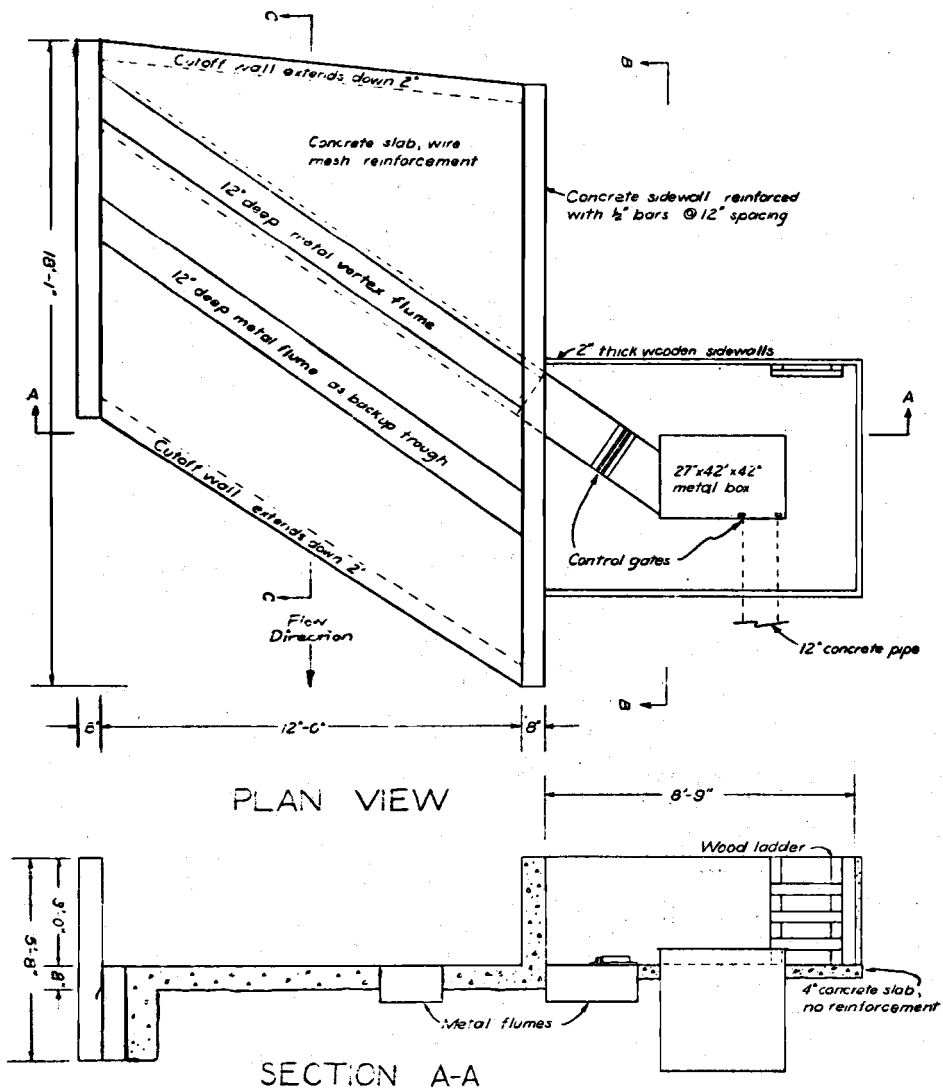 C
B
Cutoff wall extends down 2'
Concrete slab, wire
mesh reinforcement
12" deep metal vortex flume
Concrete sidewall reinforced
with ½" bars @ 12" spacing
18'-1"
12" deep metal flume as backup trough
2" thick wooden sidewalls
A
A
27"x42"x42"
metal box
Cutoff wall extends down 2'
Control gates
C
Flow
Direction
12" concrete pipe
B
8"
12'-0"
8"
PLAN VIEW
8'-9"
Wood ladder
3'-0"
5'-8"
8"
Metal flumes
4" concrete slab,
no reinforcement
SECTION A-A